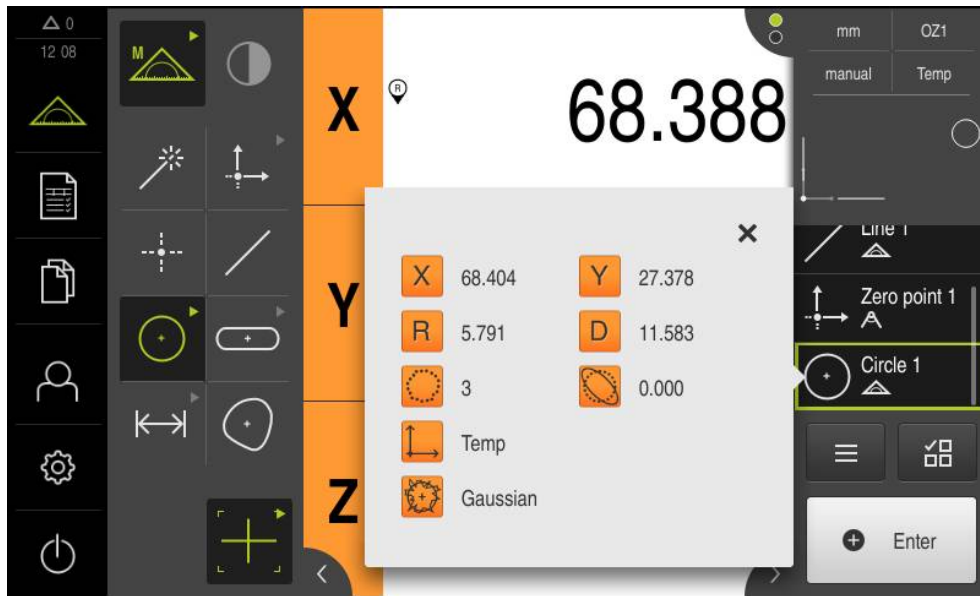 0
12 08
M
X
R
68.388
mm
OZ1
manual
Temp
Y
Z
X 68.404
Y 27.378
R 5.791
D 11.583
3
0.000
Temp
Gaussian
Line 1
Zero point 1
Circle 1
Enter